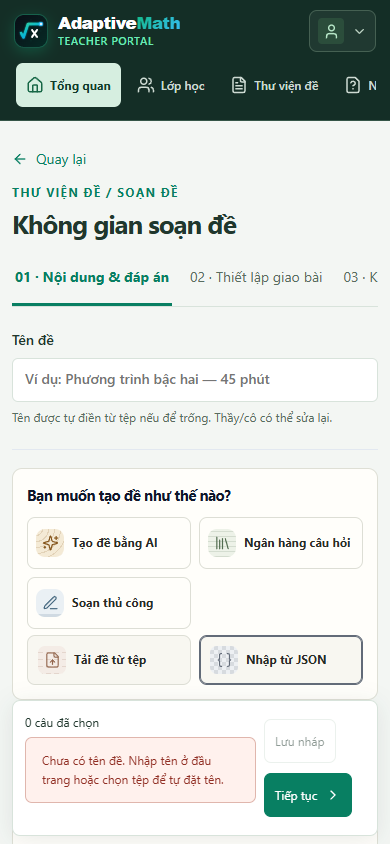 AdaptiveMath
TEACHER PORTAL
Tổng quan
Lớp học
Thư viện đề
N
Quay lại
THƯ VIỆN ĐỀ / SOẠN ĐỀ
Không gian soạn đề
01 · Nội dung & đáp án
02 · Thiết lập giao bài
03 · K
Tên đề
Ví dụ: Phương trình bậc hai — 45 phút
Tên được tự điền từ tệp nếu để trống. Thầy/cô có thể sửa lại.
Bạn muốn tạo đề như thế nào?
Tạo đề bằng AI
Ngân hàng câu hỏi
Soạn thủ công
Tải đề từ tệp
Nhập từ JSON
0 câu đã chọn
Lưu nháp
Chưa có tên đề. Nhập tên ở đầu
trang hoặc chọn tệp để tự đặt tên.
Tiếp tục